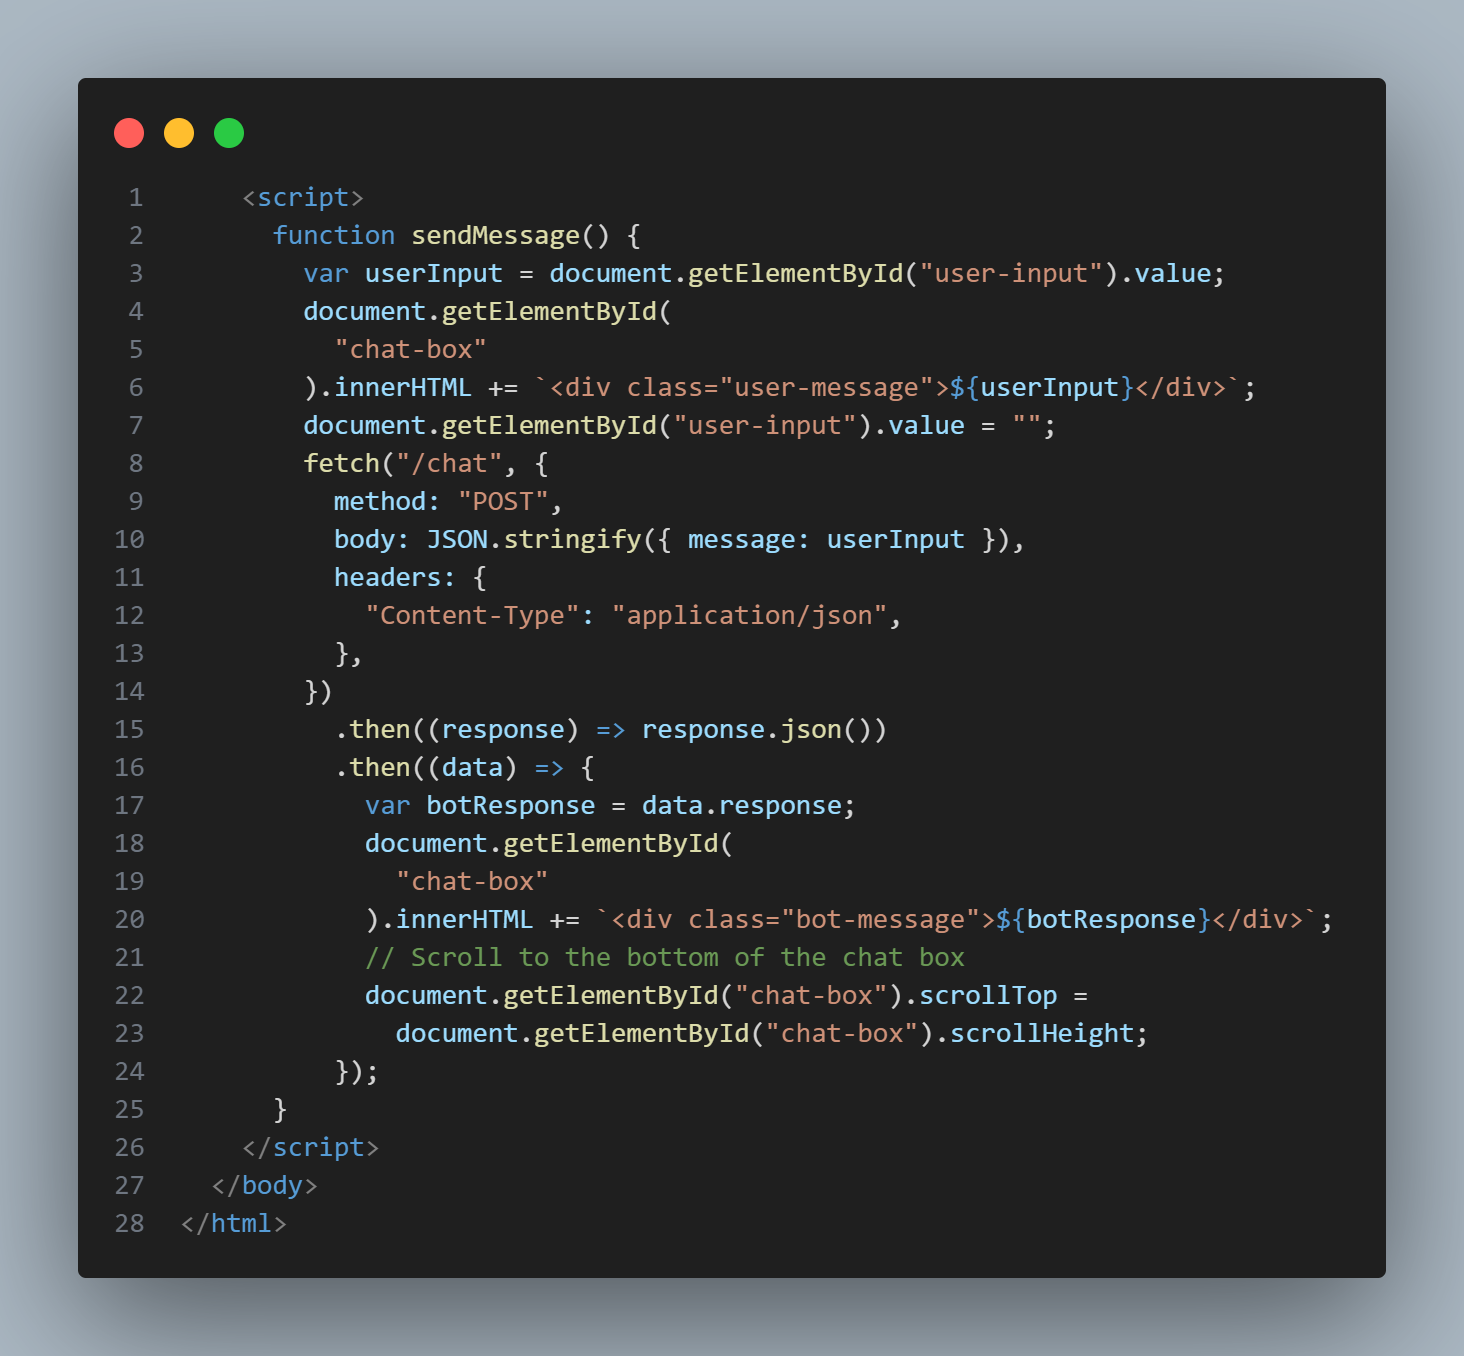 1 <script>
2 function sendMessage() {
3 var userInput = document.getElementById("user-input").value;
4 document.getElementById(
5 "chat-box"
6 ).innerHTML += `<div class="user-message">${userInput}</div>`;
7 document.getElementById("user-input").value = "";
8 fetch("/chat", {
9 method: "POST",
10 body: JSON.stringify({ message: userInput }),
11 headers: {
12 "Content-Type": "application/json",
13 },
14 })
15 .then((response) => response.json())
16 .then((data) => {
17 var botResponse = data.response;
18 document.getElementById(
19 "chat-box"
20 ).innerHTML += `<div class="bot-message">${botResponse}</div>`;
21 // Scroll to the bottom of the chat box
22 document.getElementById("chat-box").scrollTop =
23 document.getElementById("chat-box").scrollHeight;
24 });
25 }
26 </script>
27 </body>
28 </html>